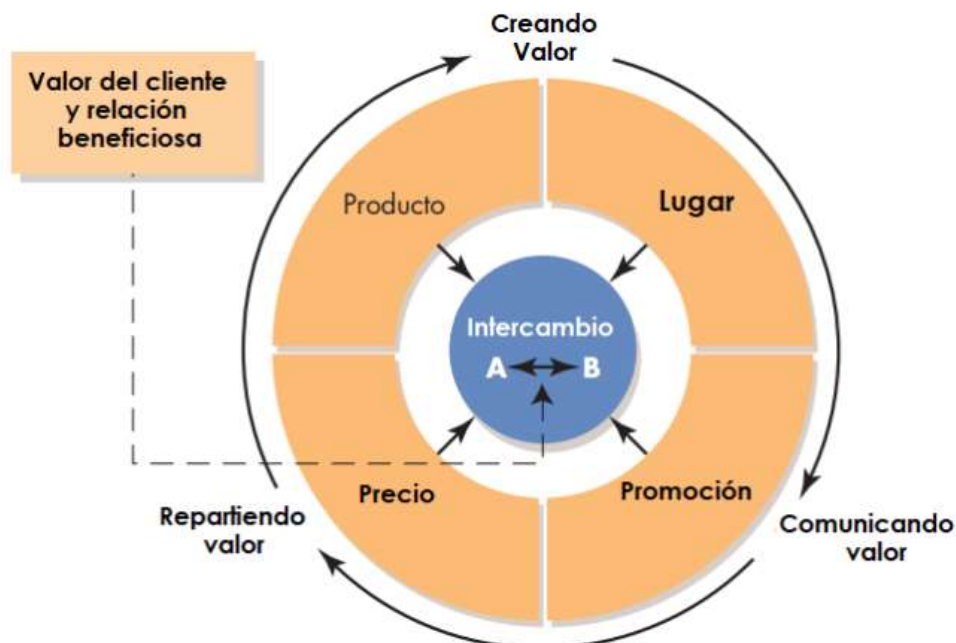 Creando
Valor
Valor del cliente
y relación
beneficiosa
Producto
Lugar
Intercambio
A B
Precio
Promoción
Repartiendo
valor
Comunicando
valor